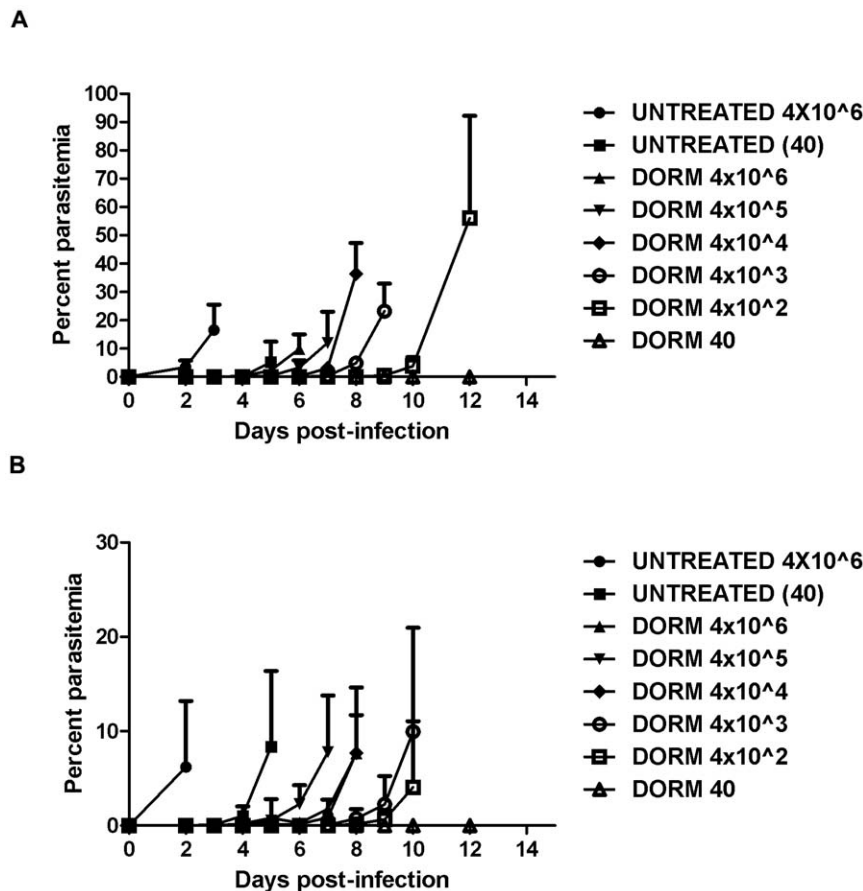 A
Percent parasitemia
100
90
80
70
60
50
40
30
20
10
0
0 2 4 6 8 10 12 14
Days post-infection
UNTREATED 4X10^6
UNTREATED (40)
DORM 4x10^6
DORM 4x10^5
DORM 4x10^4
DORM 4x10^3
DORM 4x10^2
DORM 40
B
Percent parasitemia
30
20
10
0
0 2 4 6 8 10 12 14
Days post-infection
UNTREATED 4X10^6
UNTREATED (40)
DORM 4x10^6
DORM 4x10^5
DORM 4x10^4
DORM 4x10^3
DORM 4x10^2
DORM 40